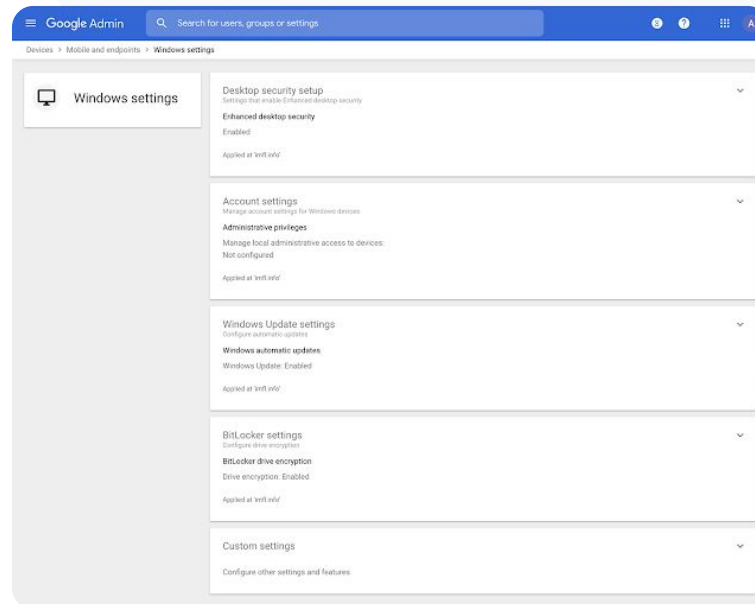 Google Admin
Search for users, groups or settings
Devices > Mobile and endpoints > Windows settings
Windows settings
Desktop security setup
Settings that enable Enhanced desktop security
Enhanced desktop security
Enabled
Applied at 'imfl.info'
Account settings
Manage account settings for Windows devices
Administrative privileges
Manage local administrative access to devices:
Not configured
Applied at 'imfl.info'
Windows Update settings
Configure automatic updates
Windows automatic updates
Windows Update: Enabled
Applied at 'imfl.info'
BitLocker settings
Configure drive encryption
BitLocker drive encryption
Drive encryption: Enabled
Applied at 'imfl.info'
Custom settings
Configure other settings and features